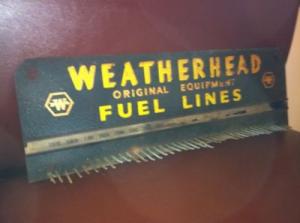 WEATHERHEAD
ORIGINAL EQUIPMENT
W
FUEL LINES